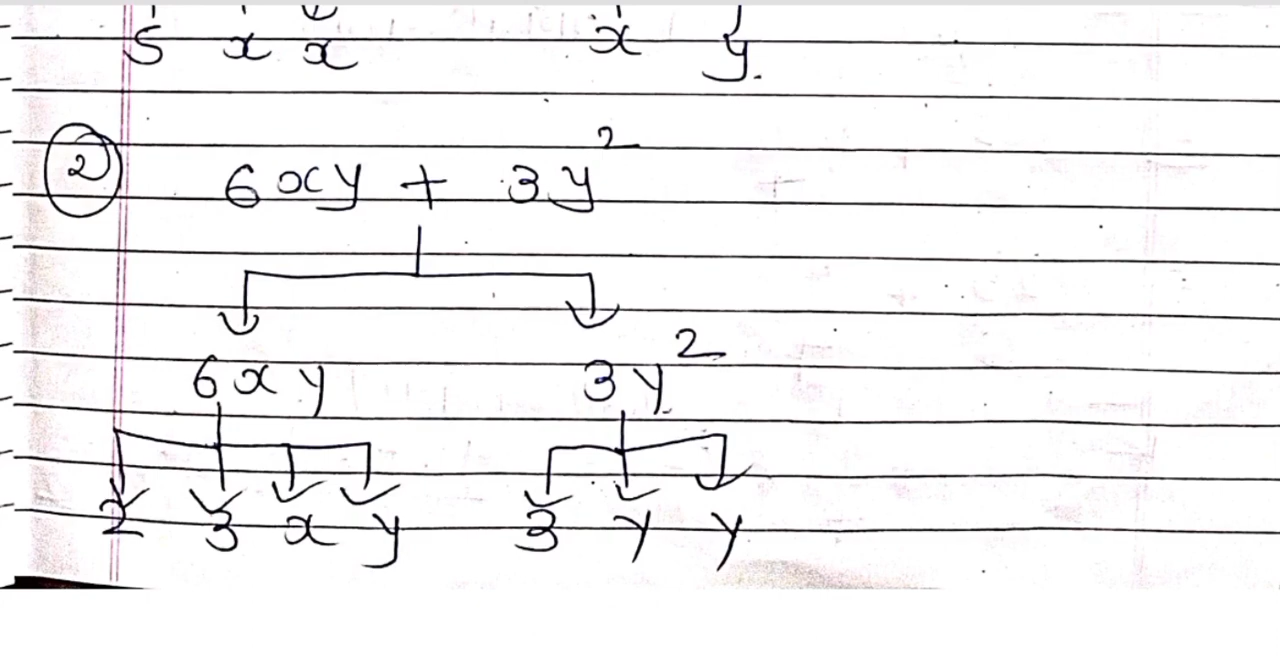 5 x x x y.
2 6xy + 3y²
6xy 3y²
2 3 x y 3 y y